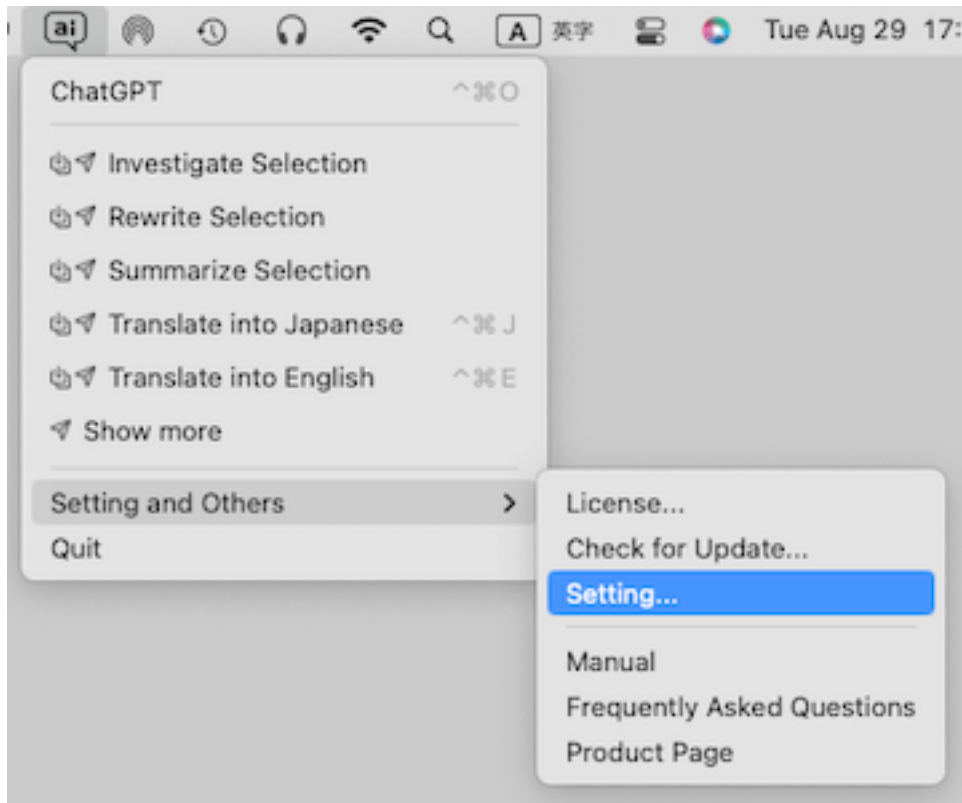 ai A 英字 Tue Aug 29 17:
ChatGPT ^⌘O
Investigate Selection
Rewrite Selection
Summarize Selection
Translate into Japanese ^⌘J
Translate into English ^⌘E
Show more
Setting and Others
Quit
License...
Check for Update...
Setting...
Manual
Frequently Asked Questions
Product Page